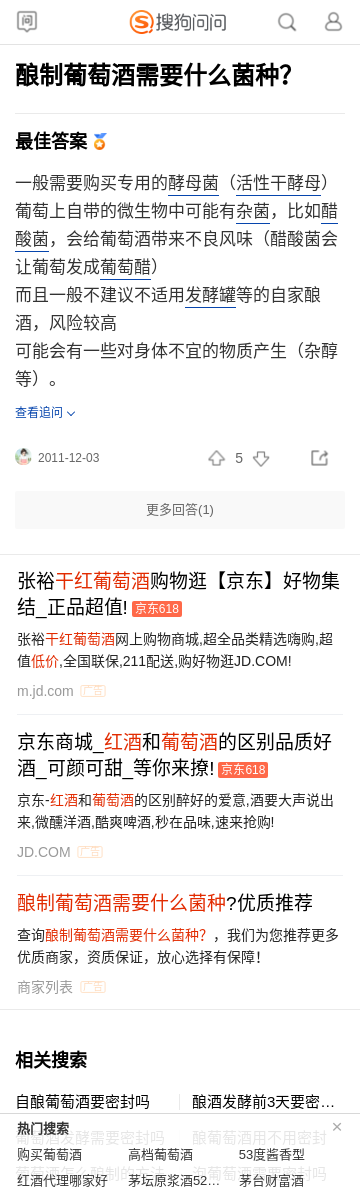 问
S 搜狗问问
酿制葡萄酒需要什么菌种?
最佳答案
一般需要购买专用的酵母菌（活性干酵母）
葡萄上自带的微生物中可能有杂菌，比如醋
酸菌，会给葡萄酒带来不良风味（醋酸菌会
让葡萄发成葡萄醋）
而且一般不建议不适用发酵罐等的自家酿
酒，风险较高
可能会有一些对身体不宜的物质产生（杂醇
等）。
查看追问
2011-12-03 5
更多回答(1)
张裕干红葡萄酒购物逛【京东】好物集
结_正品超值! 京东618
张裕干红葡萄酒网上购物商城,超全品类精选嗨购,超
值低价,全国联保,211配送,购好物逛JD.COM!
m.jd.com 广告
京东商城_红酒和葡萄酒的区别品质好
酒_可颜可甜_等你来撩! 京东618
京东-红酒和葡萄酒的区别醉好的爱意,酒要大声说出
来,微醺洋酒,酷爽啤酒,秒在品味,速来抢购!
JD.COM 广告
酿制葡萄酒需要什么菌种?优质推荐
查询酿制葡萄酒需要什么菌种？，我们为您推荐更多
优质商家，资质保证，放心选择有保障！
商家列表 广告
相关搜索
自酿葡萄酒要密封吗 酿酒发酵前3天要密…
热门搜索 ×
葡萄酒发酵需要密封吗 酿葡萄酒用不用密封
购买葡萄酒 高档葡萄酒 53度酱香型
红酒代理哪家好 茅坛原浆酒52… 茅台财富酒